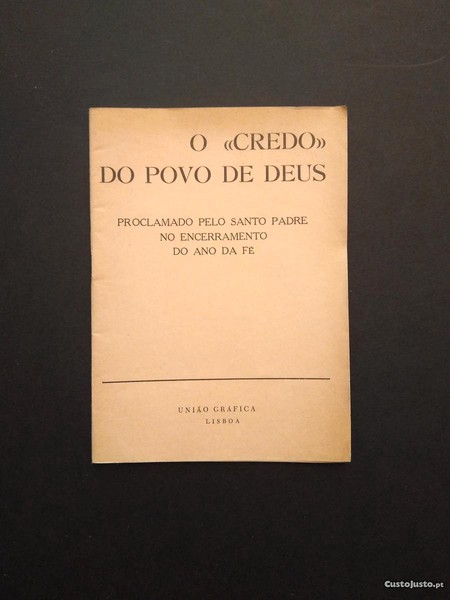 O «CREDO»
DO POVO DE DEUS
PROCLAMADO PELO SANTO PADRE
NO ENCERRAMENTO
DO ANO DA FÉ
UNIÃO GRÁFICA
LISBOA
CustoJusto.pt